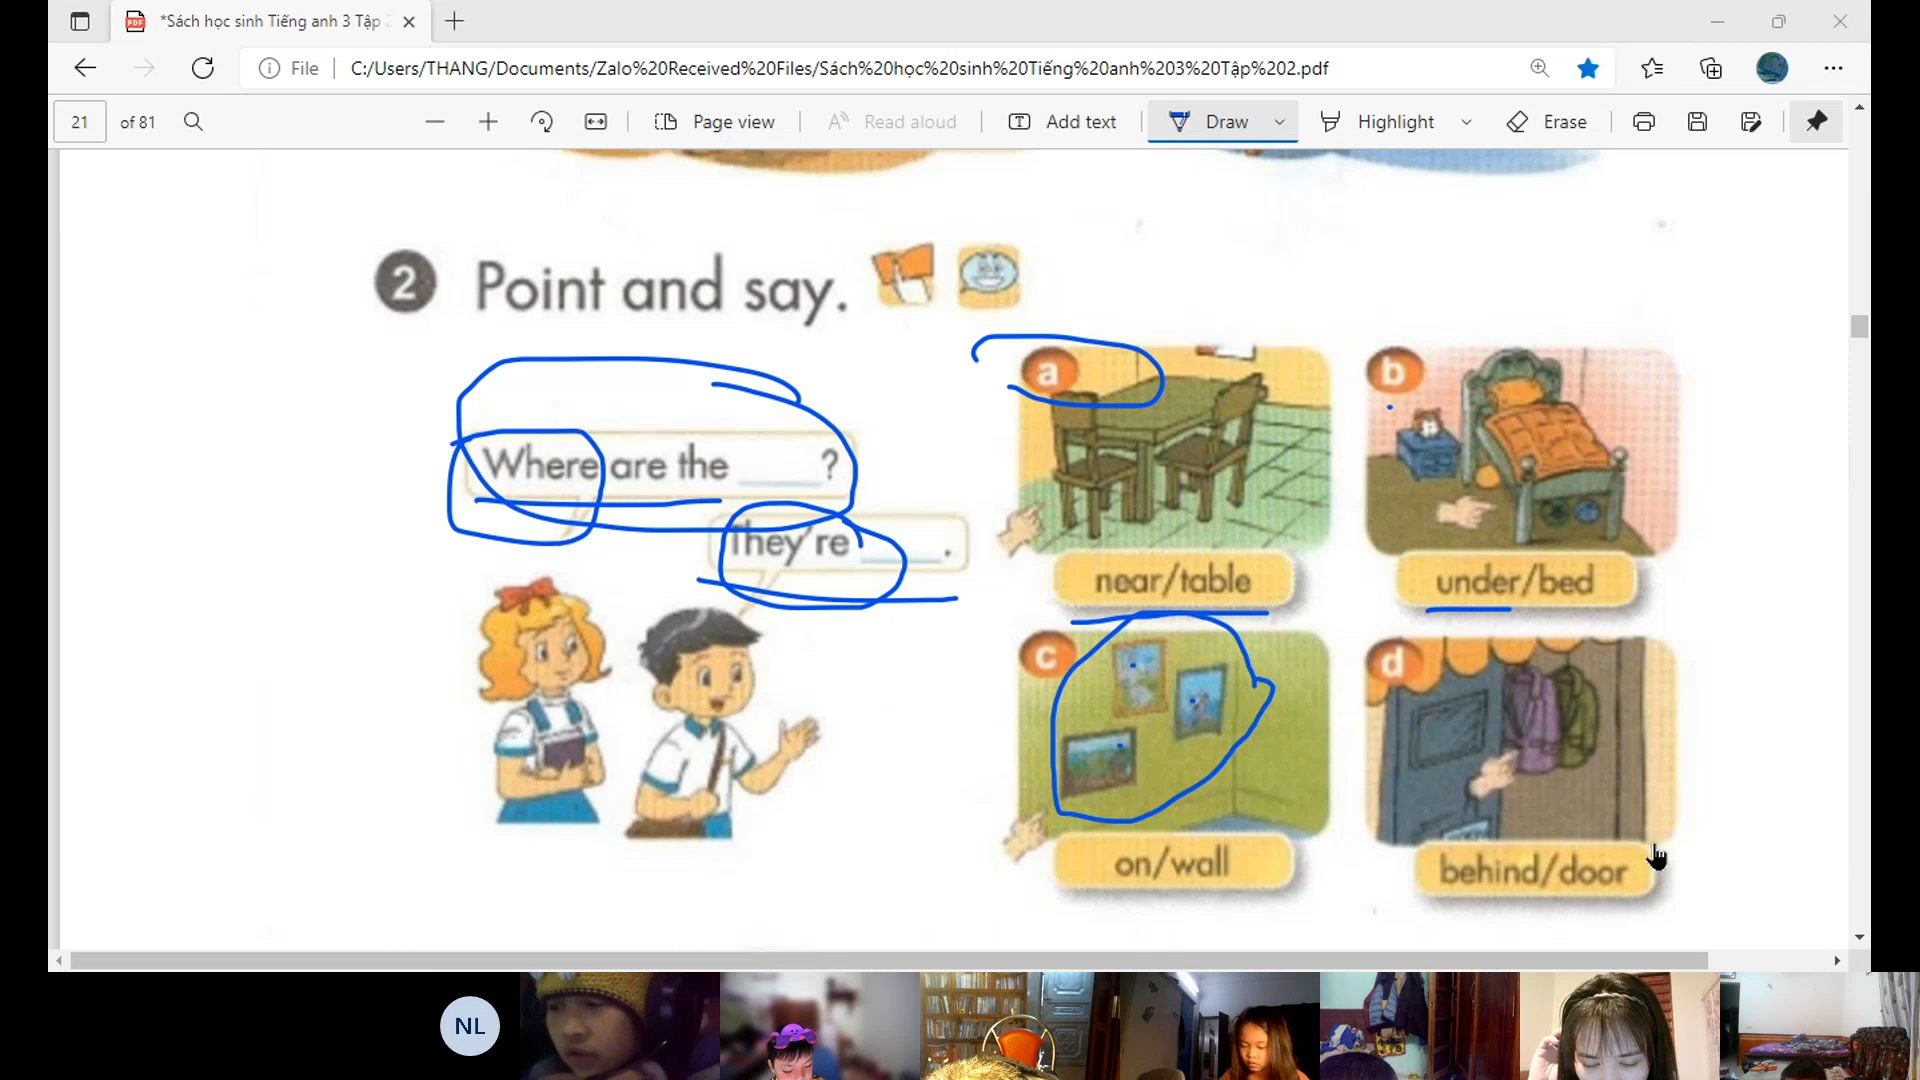 *Sách học sinh Tiếng anh 3 Tập
File
C:/Users/THANG/Documents/Zalo%20Received%20Files/Sách%20học%20sinh%20Tiếng%20anh%203%20Tập%202.pdf
21 of 81
Page view
Read aloud
Add text
Draw
Highlight
Erase
2 Point and say.
Where are the ____?
They're ____.
a
near/table
b
under/bed
c
on/wall
d
behind/door
NL